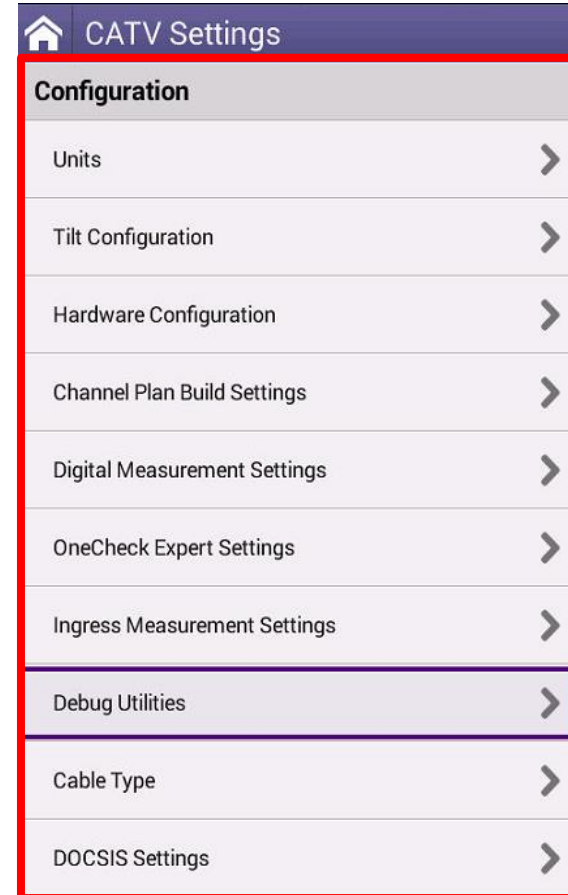 CATV Settings
Configuration
Units
Tilt Configuration
Hardware Configuration
Channel Plan Build Settings
Digital Measurement Settings
OneCheck Expert Settings
Ingress Measurement Settings
Debug Utilities
Cable Type
DOCSIS Settings